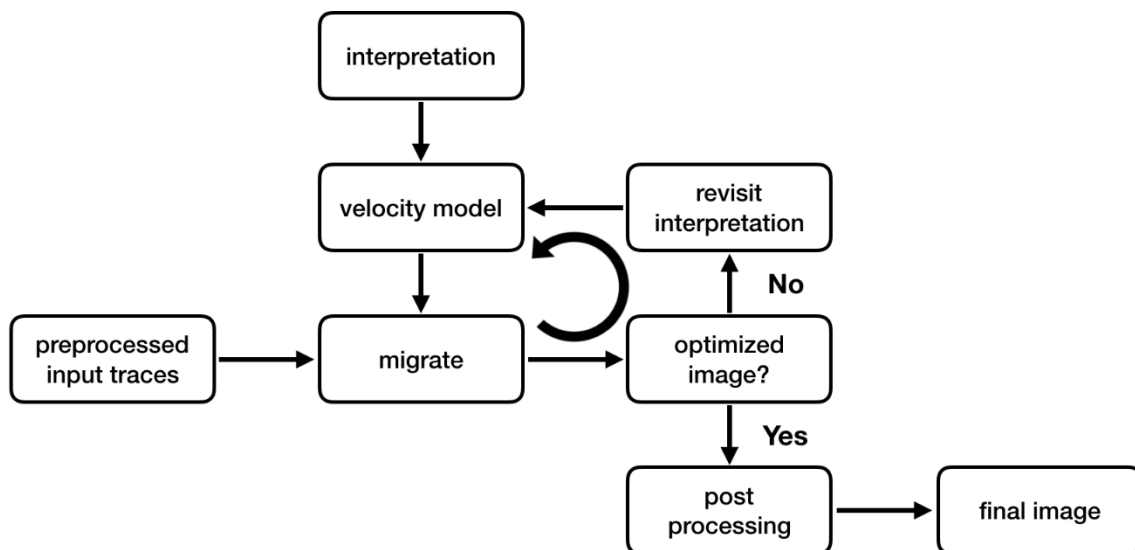 interpretation
velocity model
revisit
interpretation
No
preprocessed
input traces
migrate
optimized
image?
Yes
post
processing
final image